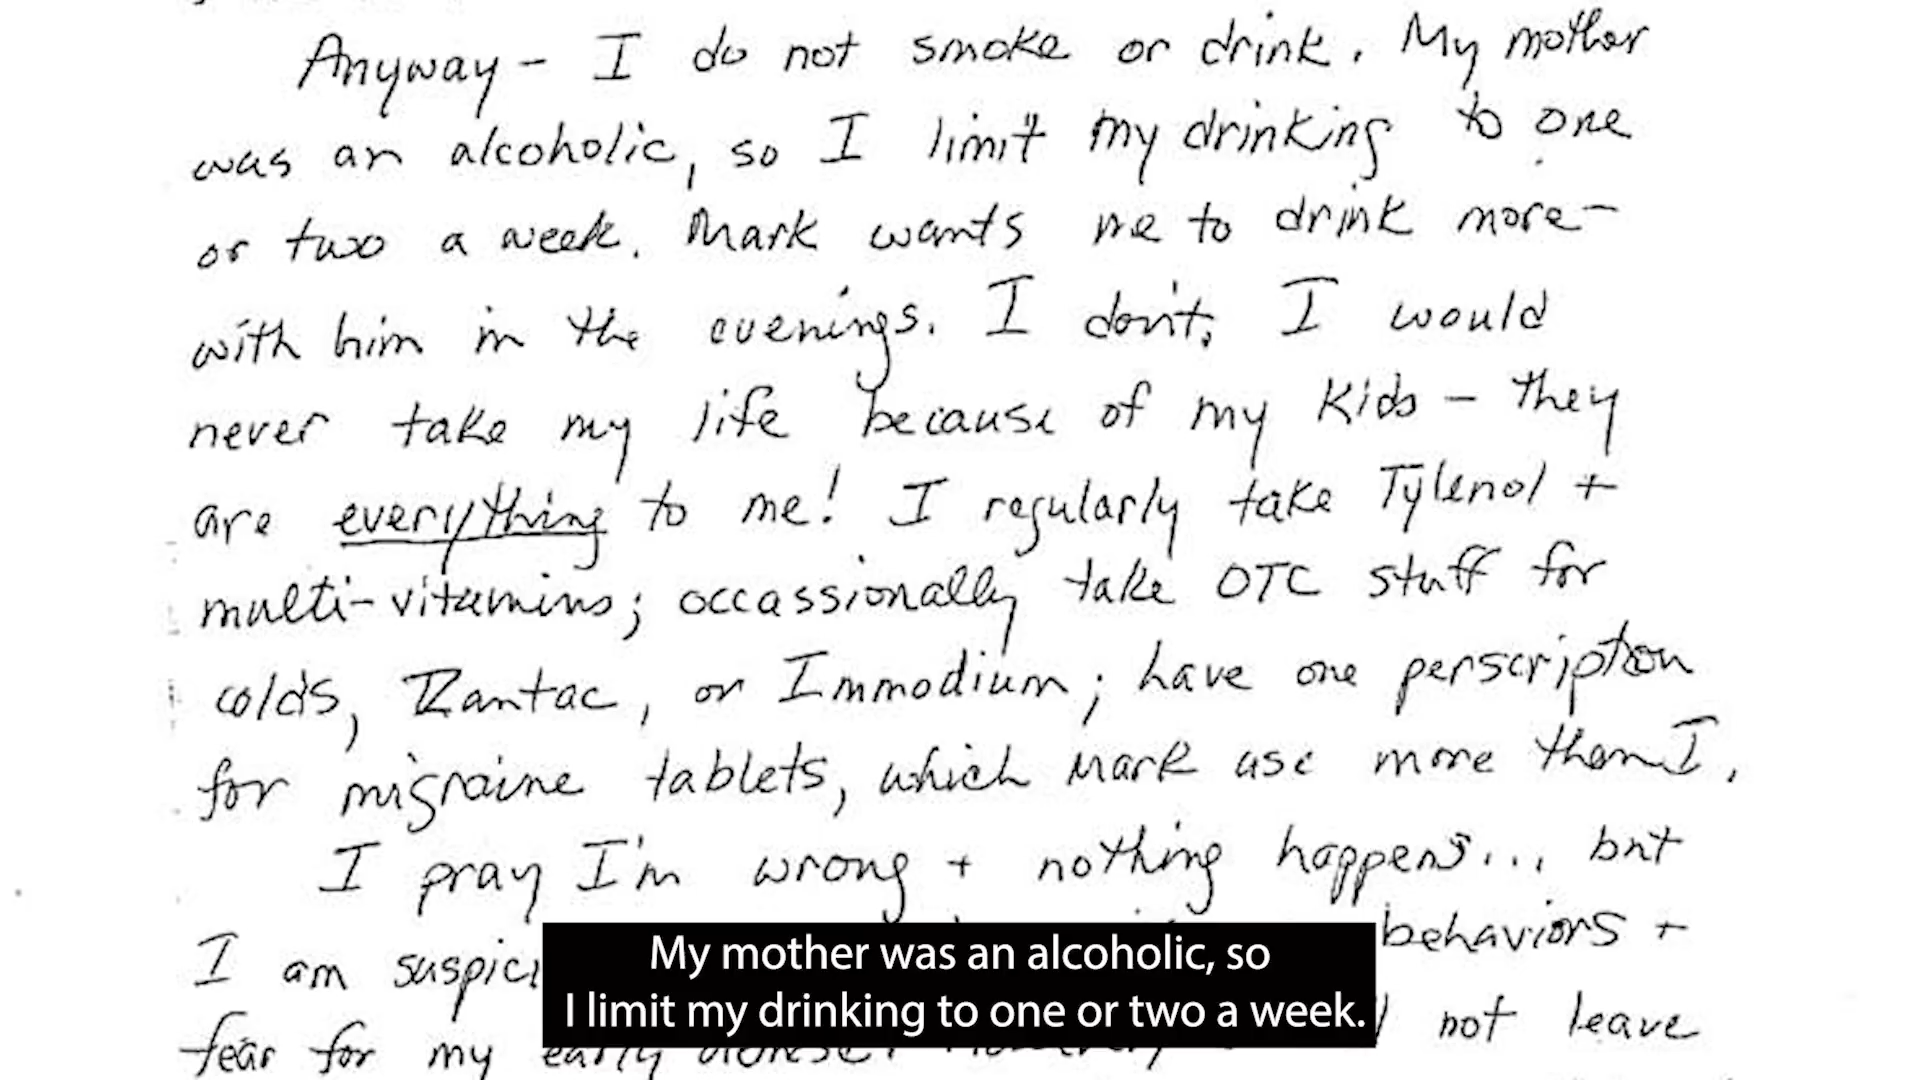 Anyway - I do not smoke or drink. My mother
was an alcoholic, so I limit my drinking to one
or two a week. Mark wants me to drink more -
with him in the evenings. I don't. I would
never take my life because of my kids - they
are everything to me! I regularly take Tylenol +
multi-vitamins; occassionally take OTC stuff for
colds, Zantac, or Immodium; have one perscription
for migraine tablets, which Mark use more than I.
I pray I'm wrong + nothing happens... but
I am behaviors +
fear for my not leave
My mother was an alcoholic, so
I limit my drinking to one or two a week.